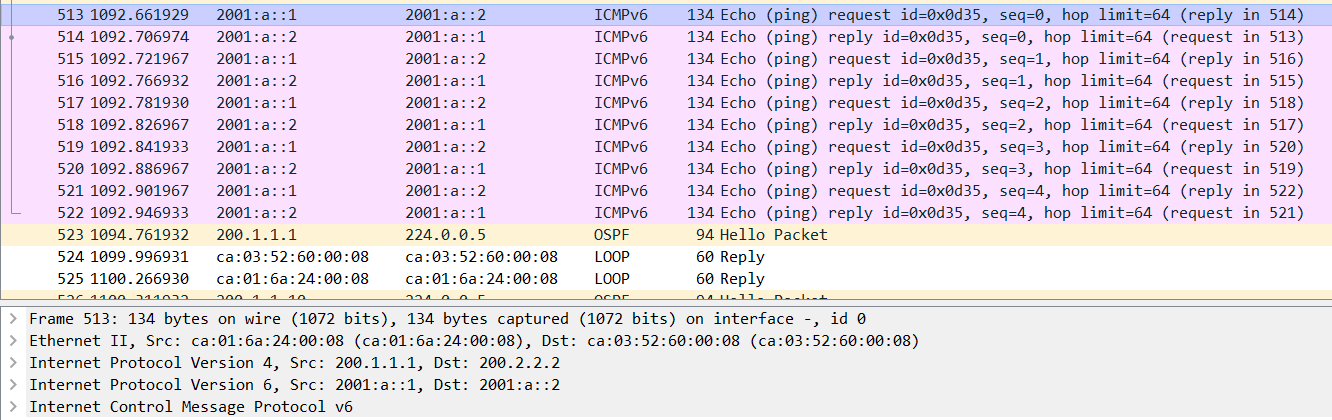 513 1092.661929 2001:a::1 2001:a::2 ICMPv6 134 Echo (ping) request id=0x0d35, seq=0, hop limit=64 (reply in 514)
514 1092.706974 2001:a::2 2001:a::1 ICMPv6 134 Echo (ping) reply id=0x0d35, seq=0, hop limit=64 (request in 513)
515 1092.721967 2001:a::1 2001:a::2 ICMPv6 134 Echo (ping) request id=0x0d35, seq=1, hop limit=64 (reply in 516)
516 1092.766932 2001:a::2 2001:a::1 ICMPv6 134 Echo (ping) reply id=0x0d35, seq=1, hop limit=64 (request in 515)
517 1092.781930 2001:a::1 2001:a::2 ICMPv6 134 Echo (ping) request id=0x0d35, seq=2, hop limit=64 (reply in 518)
518 1092.826967 2001:a::2 2001:a::1 ICMPv6 134 Echo (ping) reply id=0x0d35, seq=2, hop limit=64 (request in 517)
519 1092.841933 2001:a::1 2001:a::2 ICMPv6 134 Echo (ping) request id=0x0d35, seq=3, hop limit=64 (reply in 520)
520 1092.886967 2001:a::2 2001:a::1 ICMPv6 134 Echo (ping) reply id=0x0d35, seq=3, hop limit=64 (request in 519)
521 1092.901967 2001:a::1 2001:a::2 ICMPv6 134 Echo (ping) request id=0x0d35, seq=4, hop limit=64 (reply in 522)
522 1092.946933 2001:a::2 2001:a::1 ICMPv6 134 Echo (ping) reply id=0x0d35, seq=4, hop limit=64 (request in 521)
523 1094.761932 200.1.1.1 224.0.0.5 OSPF 94 Hello Packet
524 1099.996931 ca:03:52:60:00:08 ca:03:52:60:00:08 LOOP 60 Reply
525 1100.266930 ca:01:6a:24:00:08 ca:01:6a:24:00:08 LOOP 60 Reply
Frame 513: 134 bytes on wire (1072 bits), 134 bytes captured (1072 bits) on interface -, id 0
Ethernet II, Src: ca:01:6a:24:00:08 (ca:01:6a:24:00:08), Dst: ca:03:52:60:00:08 (ca:03:52:60:00:08)
Internet Protocol Version 4, Src: 200.1.1.1, Dst: 200.2.2.2
Internet Protocol Version 6, Src: 2001:a::1, Dst: 2001:a::2
Internet Control Message Protocol v6